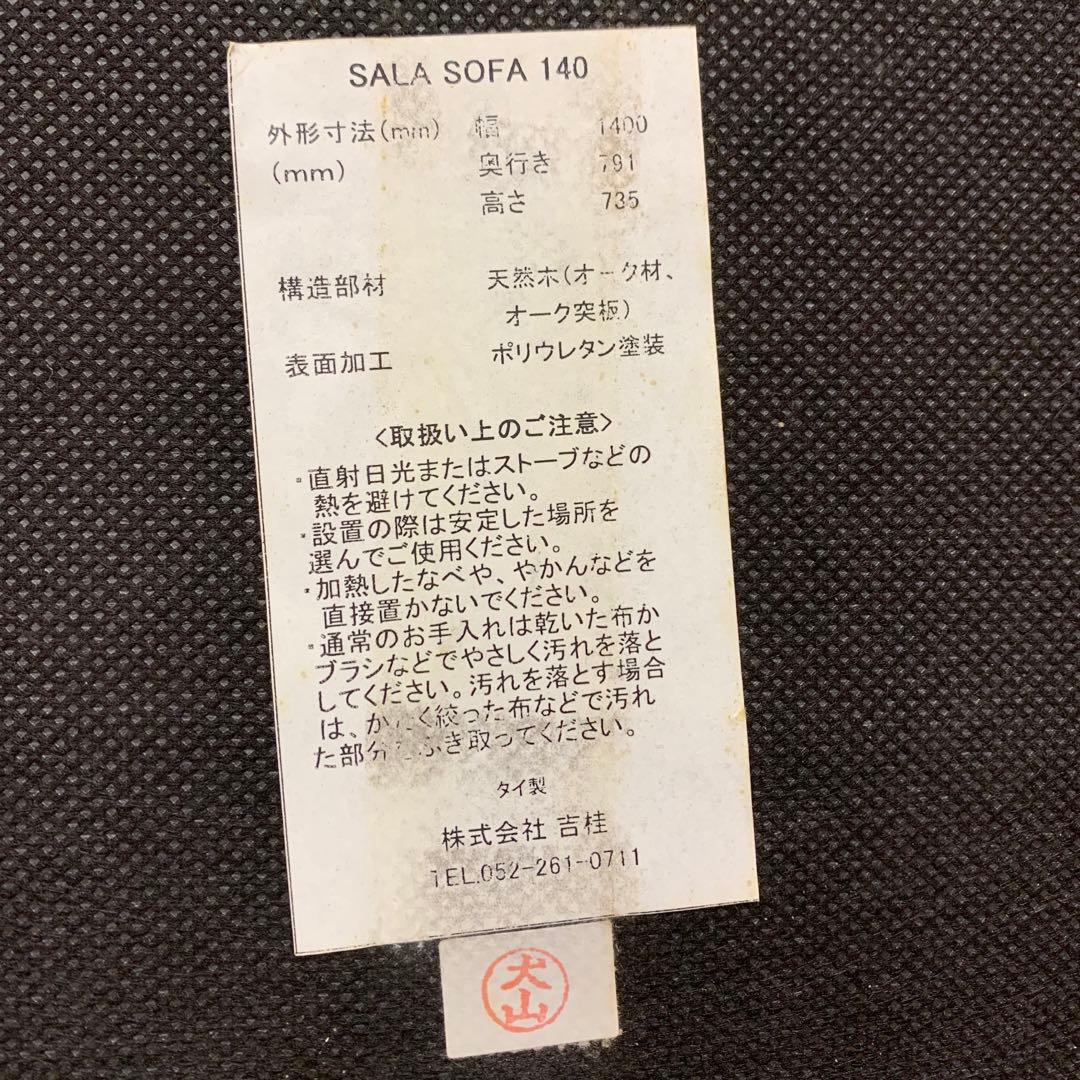 SALA SOFA 140
外形寸法(mm) 幅 1400
(mm) 奥行き 791
高さ 735
構造部材 天然木(オーク材、
オーク突板)
表面加工 ポリウレタン塗装
<取扱い上のご注意>
・直射日光またはストーブなどの
熱を避けてください。
・設置の際は安定した場所を
選んでご使用ください。
・加熱したなべや、やかんなどを
直接置かないでください。
・通常のお手入れは乾いた布か
ブラシなどでやさしく汚れを落と
してください。汚れを落とす場合
は、かたく絞った布などで汚れ
た部分をふき取ってください。
タイ製
株式会社 吉桂
TEL.052-261-0711
犬山